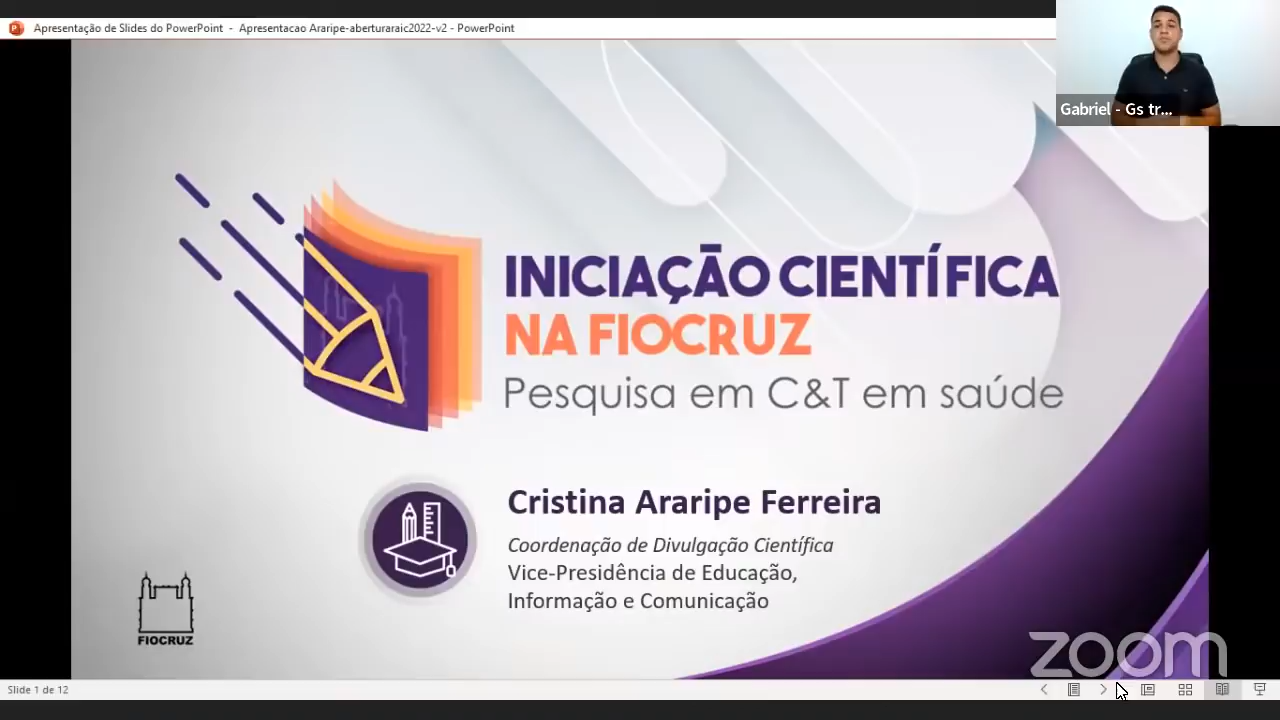 Apresentação de Slides do PowerPoint - Apresentacao Araripe-aberturaraic2022-v2 - PowerPoint
Gabriel - Gs tr...
INICIAÇÃO CIENTÍFICA
NA FIOCRUZ
Pesquisa em C&T em saúde
Cristina Araripe Ferreira
Coordenação de Divulgação Científica
Vice-Presidência de Educação,
Informação e Comunicação
FIOCRUZ
zoom
Slide 1 de 12